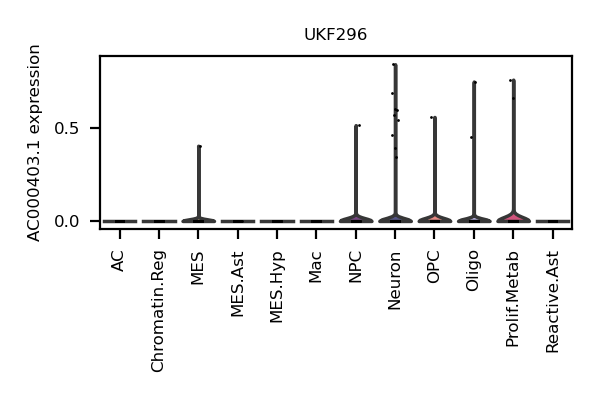 UKF296
AC000403.1 expression
0.5
0.0
AC
Chromatin.Reg
MES
MES.Ast
MES.Hyp
Mac
NPC
Neuron
OPC
Oligo
Prolif.Metab
Reactive.Ast